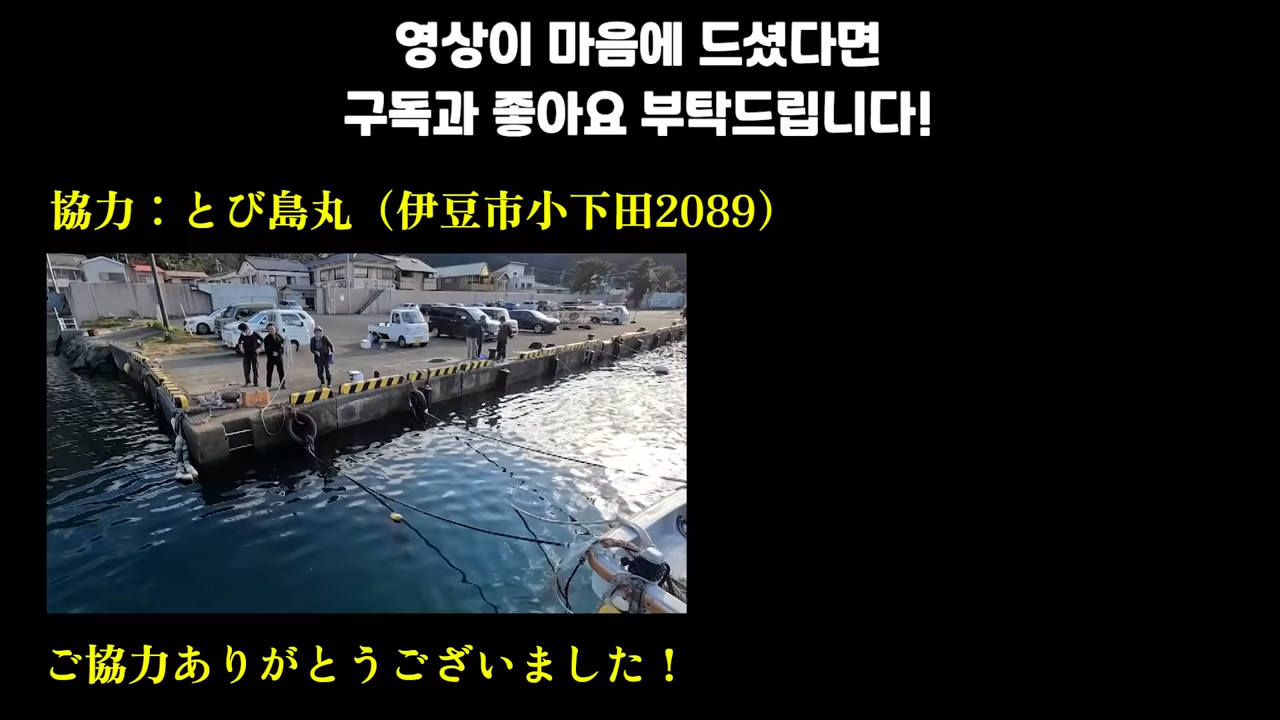 영상이 마음에 드셨다면
구독과 좋아요 부탁드립니다!
協力：とび島丸（伊豆市小下田2089）
ご協力ありがとうございました！